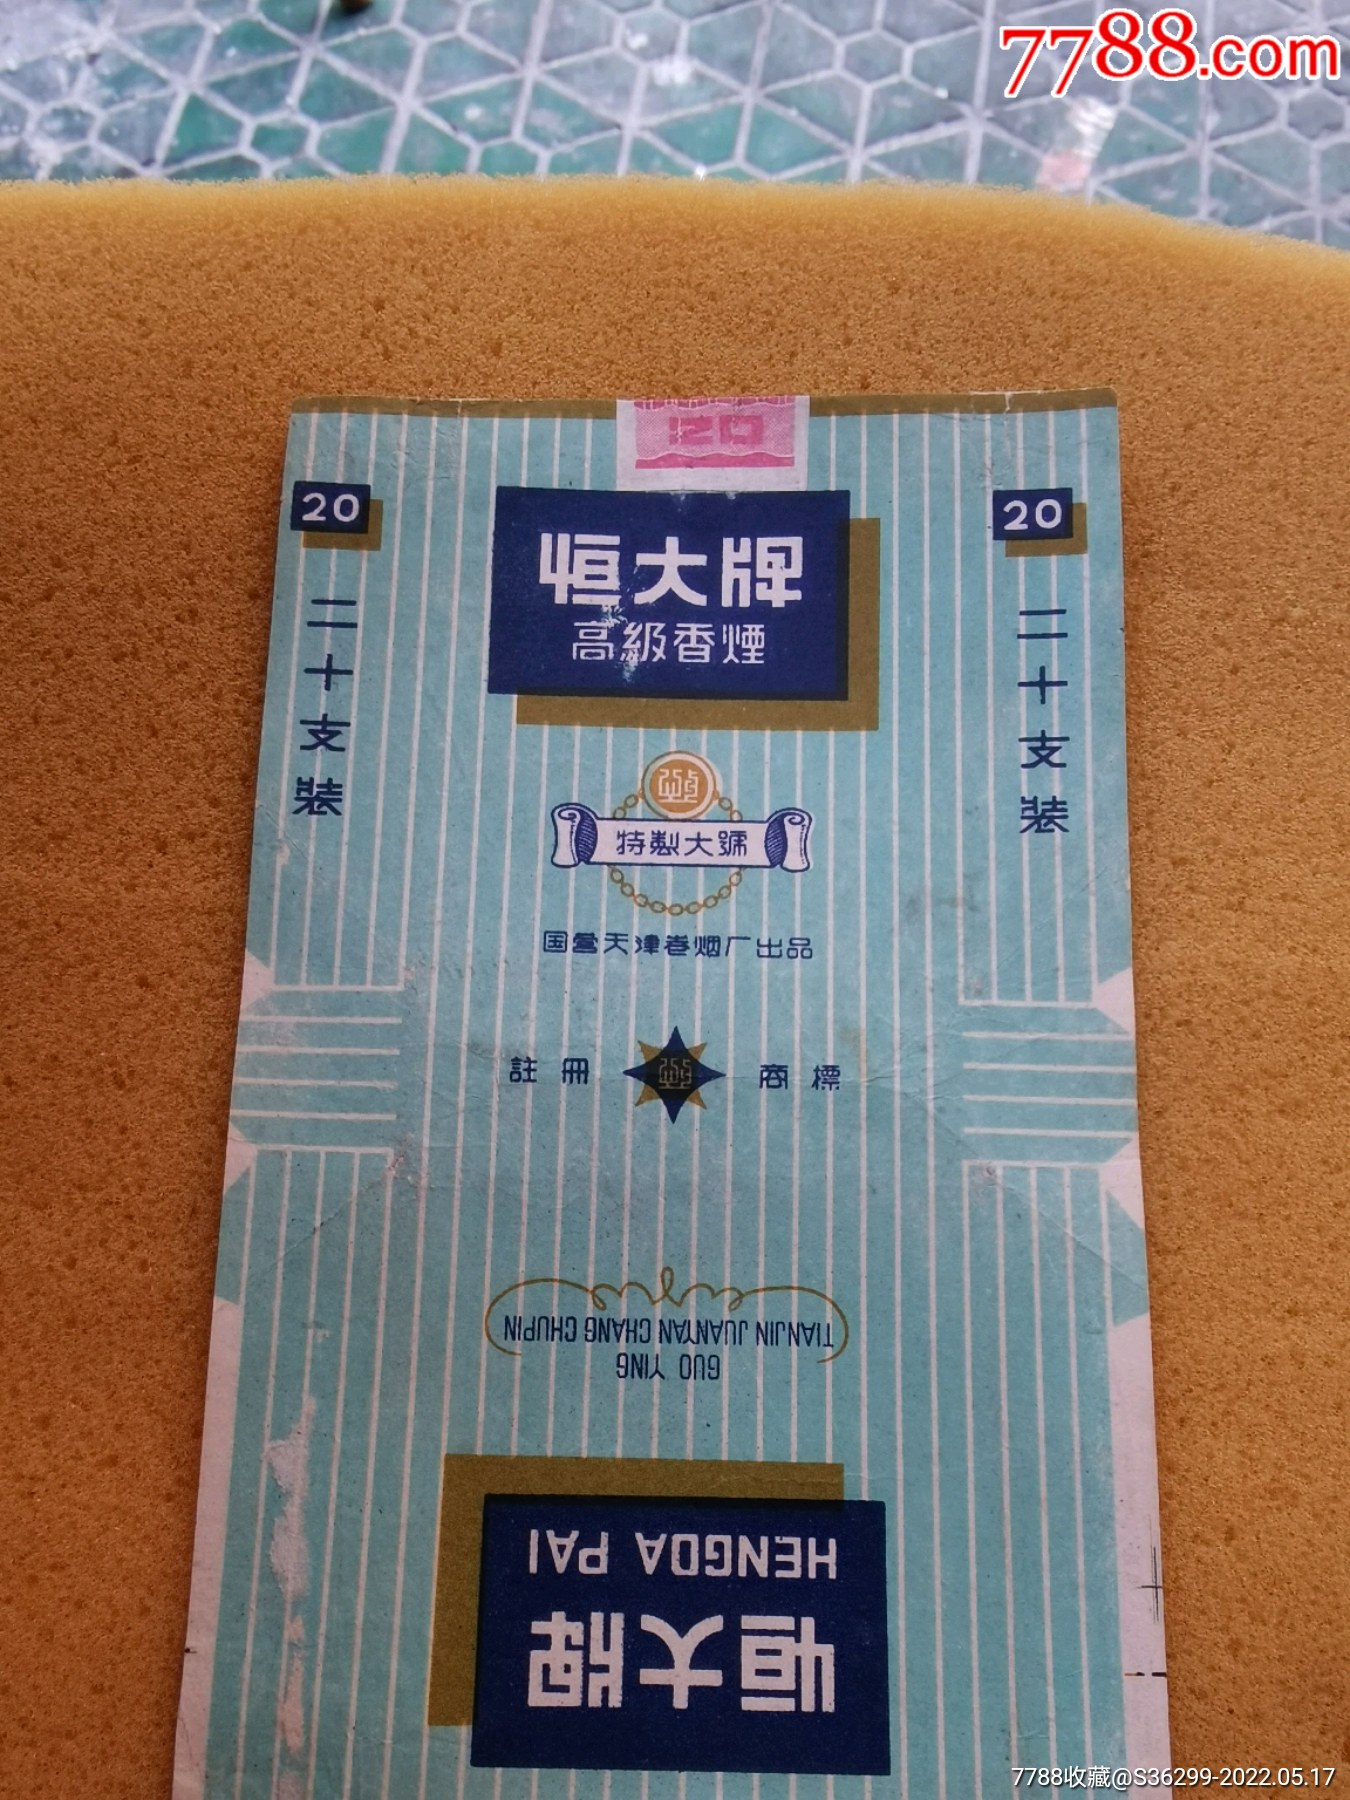 7788.com
20
20
20
恒大牌
高級香煙
二十支裝
二十支裝
特製大號
国营天津卷烟厂出品
註冊 商標
TIANJIN JUANYAN CHANG CHUPIN
GUO YING
HENGDA PAI
恒大牌
7788收藏@S36299-2022.05.17